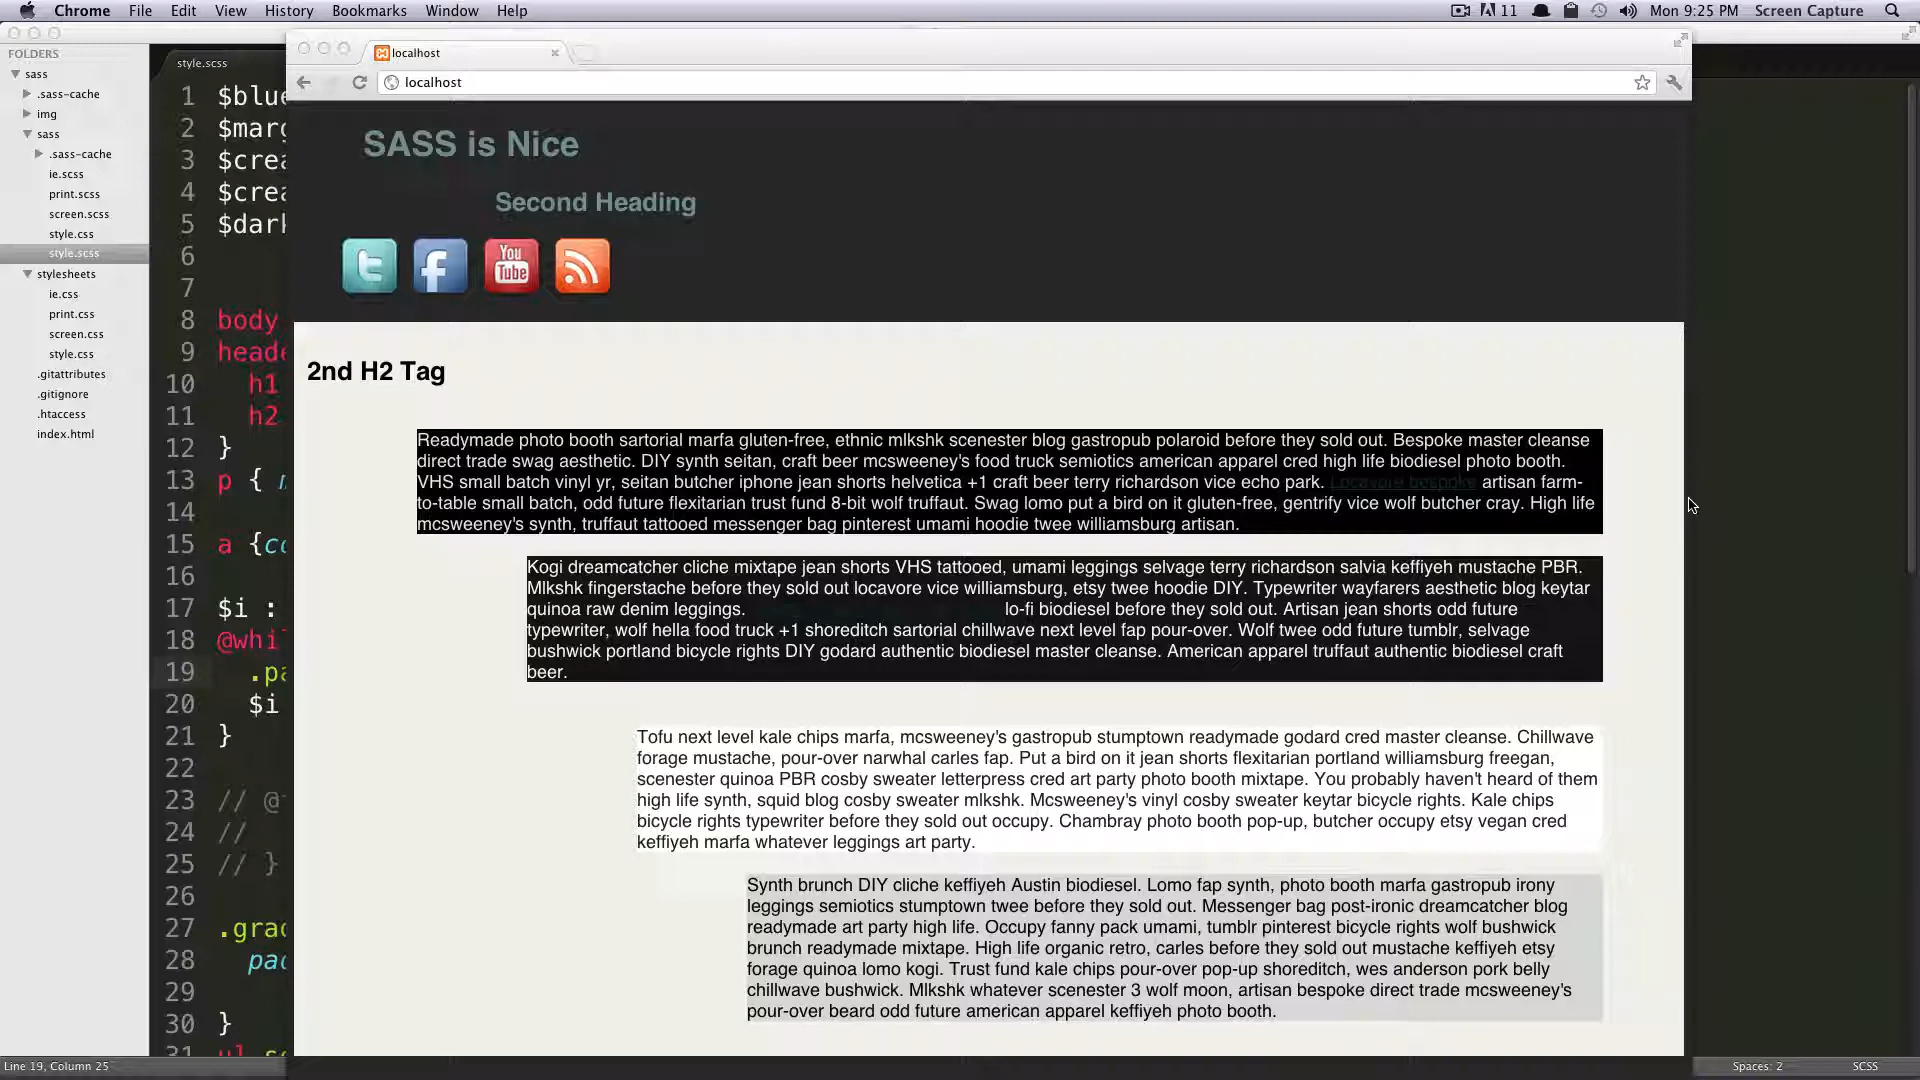 Chrome File Edit View History Bookmarks Window Help 11 Mon 9:25 PM Screen Capture
FOLDERS
sass
.sass-cache
img
sass
.sass-cache
ie.scss
print.scss
screen.scss
style.css
style.scss
stylesheets
ie.css
print.css
screen.css
style.css
.gitattributes
.gitignore
.htaccess
index.html
style.scss
1 $blue
2 $marg
3 $crea
4 $crea
5 $dark
6
7
8 body
9 heade
10 h1
11 h2
12 }
13 p { m
14
15 a {co
16
17 $i :
18 @whil
19 .pa
20 $i
21 }
22
23 // @
24 //
25 // }
26
27 .grad
28 pad
29
30 }
31 ul
localhost
localhost
SASS is Nice
Second Heading
You
Tube
2nd H2 Tag
Readymade photo booth sartorial marfa gluten-free, ethnic mlkshk scenester blog gastropub polaroid before they sold out. Bespoke master cleanse
direct trade swag aesthetic. DIY synth seitan, craft beer mcsweeney's food truck semiotics american apparel cred high life biodiesel photo booth.
VHS small batch vinyl yr, seitan butcher iphone jean shorts helvetica +1 craft beer terry richardson vice echo park. Locavore bespoke artisan farm-
to-table small batch, odd future flexitarian trust fund 8-bit wolf truffaut. Swag lomo put a bird on it gluten-free, gentrify vice wolf butcher cray. High life
mcsweeney's synth, truffaut tattooed messenger bag pinterest umami hoodie twee williamsburg artisan.
Kogi dreamcatcher cliche mixtape jean shorts VHS tattooed, umami leggings selvage terry richardson salvia keffiyeh mustache PBR.
Mlkshk fingerstache before they sold out locavore vice williamsburg, etsy twee hoodie DIY. Typewriter wayfarers aesthetic blog keytar
quinoa raw denim leggings. lo-fi biodiesel before they sold out. Artisan jean shorts odd future
typewriter, wolf hella food truck +1 shoreditch sartorial chillwave next level fap pour-over. Wolf twee odd future tumblr, selvage
bushwick portland bicycle rights DIY godard authentic biodiesel master cleanse. American apparel truffaut authentic biodiesel craft
beer.
Tofu next level kale chips marfa, mcsweeney's gastropub stumptown readymade godard cred master cleanse. Chillwave
forage mustache, pour-over narwhal carles fap. Put a bird on it jean shorts flexitarian portland williamsburg freegan,
scenester quinoa PBR cosby sweater letterpress cred art party photo booth mixtape. You probably haven't heard of them
high life synth, squid blog cosby sweater mlkshk. Mcsweeney's vinyl cosby sweater keytar bicycle rights. Kale chips
bicycle rights typewriter before they sold out occupy. Chambray photo booth pop-up, butcher occupy etsy vegan cred
keffiyeh marfa whatever leggings art party.
Synth brunch DIY cliche keffiyeh Austin biodiesel. Lomo fap synth, photo booth marfa gastropub irony
leggings semiotics stumptown twee before they sold out. Messenger bag post-ironic dreamcatcher blog
readymade art party high life. Occupy fanny pack umami, tumblr pinterest bicycle rights wolf bushwick
brunch readymade mixtape. High life organic retro, carles before they sold out mustache keffiyeh etsy
forage quinoa lomo kogi. Trust fund kale chips pour-over pop-up shoreditch, wes anderson pork belly
chillwave bushwick. Mlkshk whatever scenester 3 wolf moon, artisan bespoke direct trade mcsweeney's
pour-over beard odd future american apparel keffiyeh photo booth.
Line 19, Column 25 Spaces: 2 SCSS